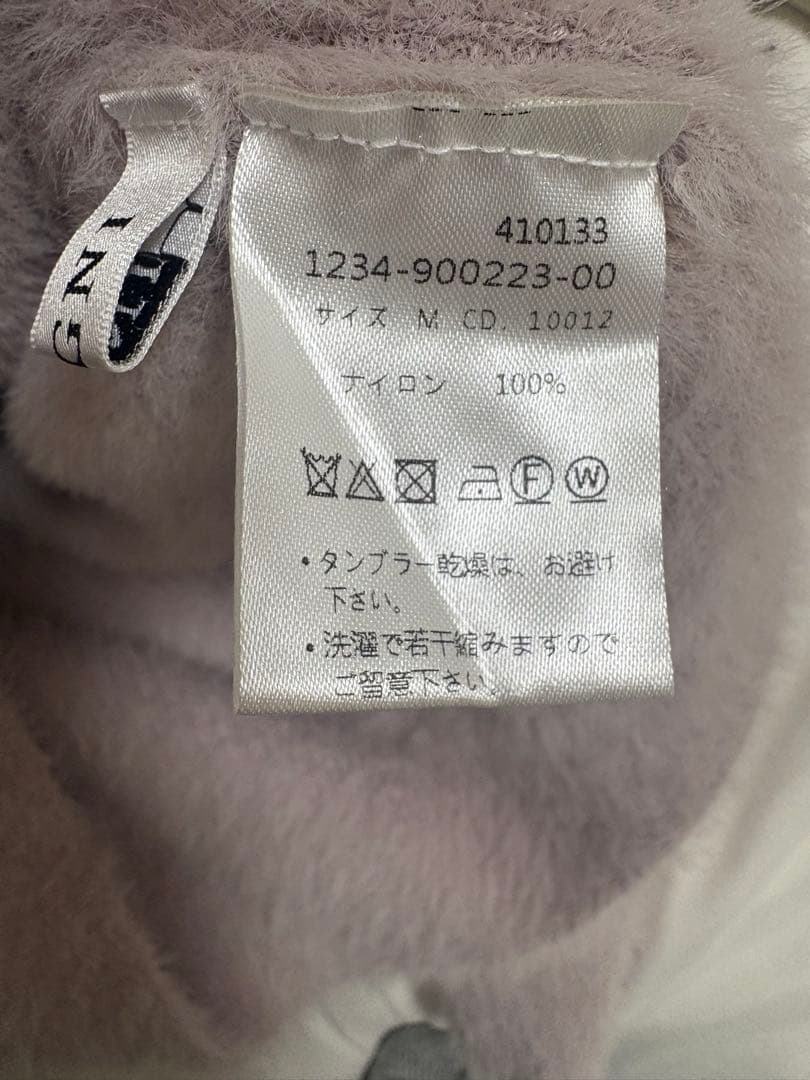 410133
1234-900223-00
サイズ M CD. 10012
ナイロン 100%
F W
・タンブラー乾燥は、お避け
下さい。
・洗濯で若干縮みますので
ご留意下さい。
GNI